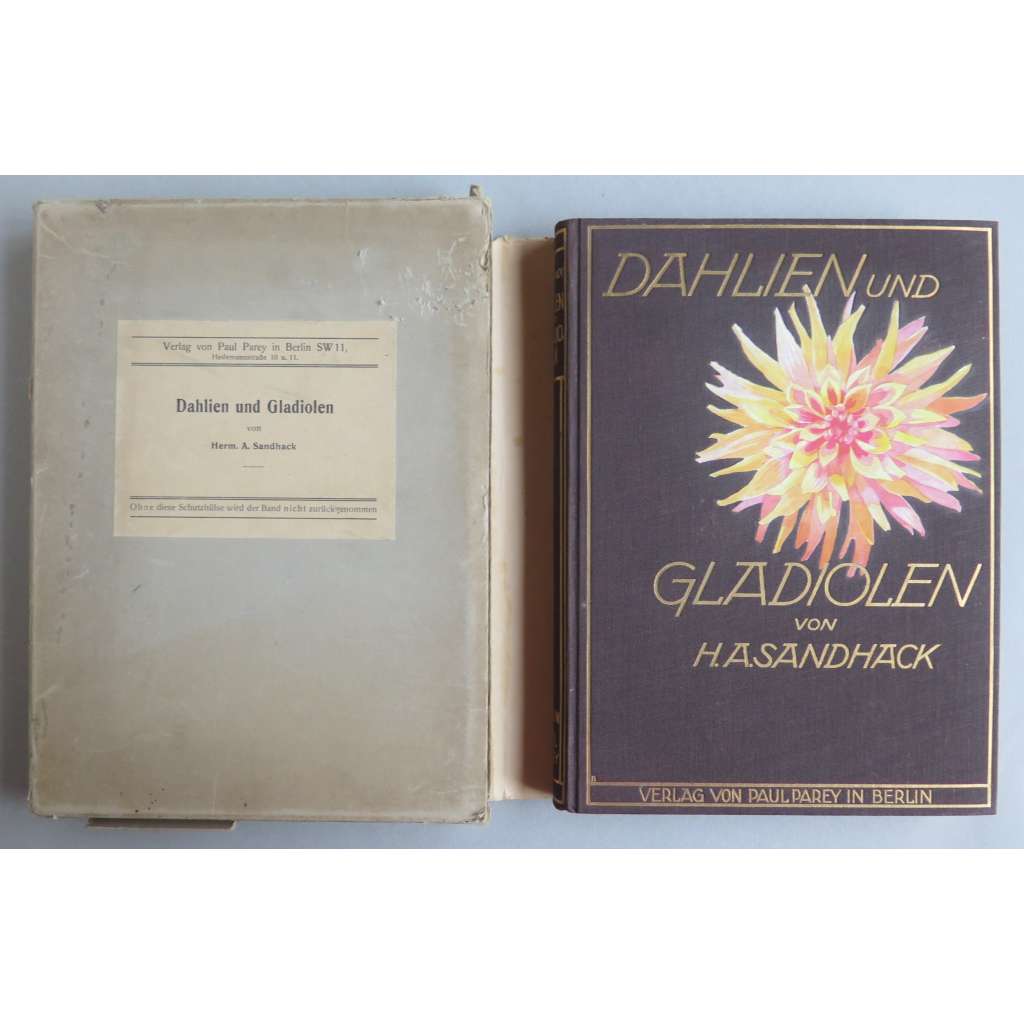 Verlag von Paul Parey in Berlin SW 11,
Hedemannstraße 10 u. 11.
Dahlien und Gladiolen
von
Herm. A. Sandhack
Ohne diese Schutzhülse wird der Band nicht zurückgenommen
DAHLIEN UND
GLADIOLEN
VON
H.A.SANDHACK
VERLAG VON PAUL PAREY IN BERLIN